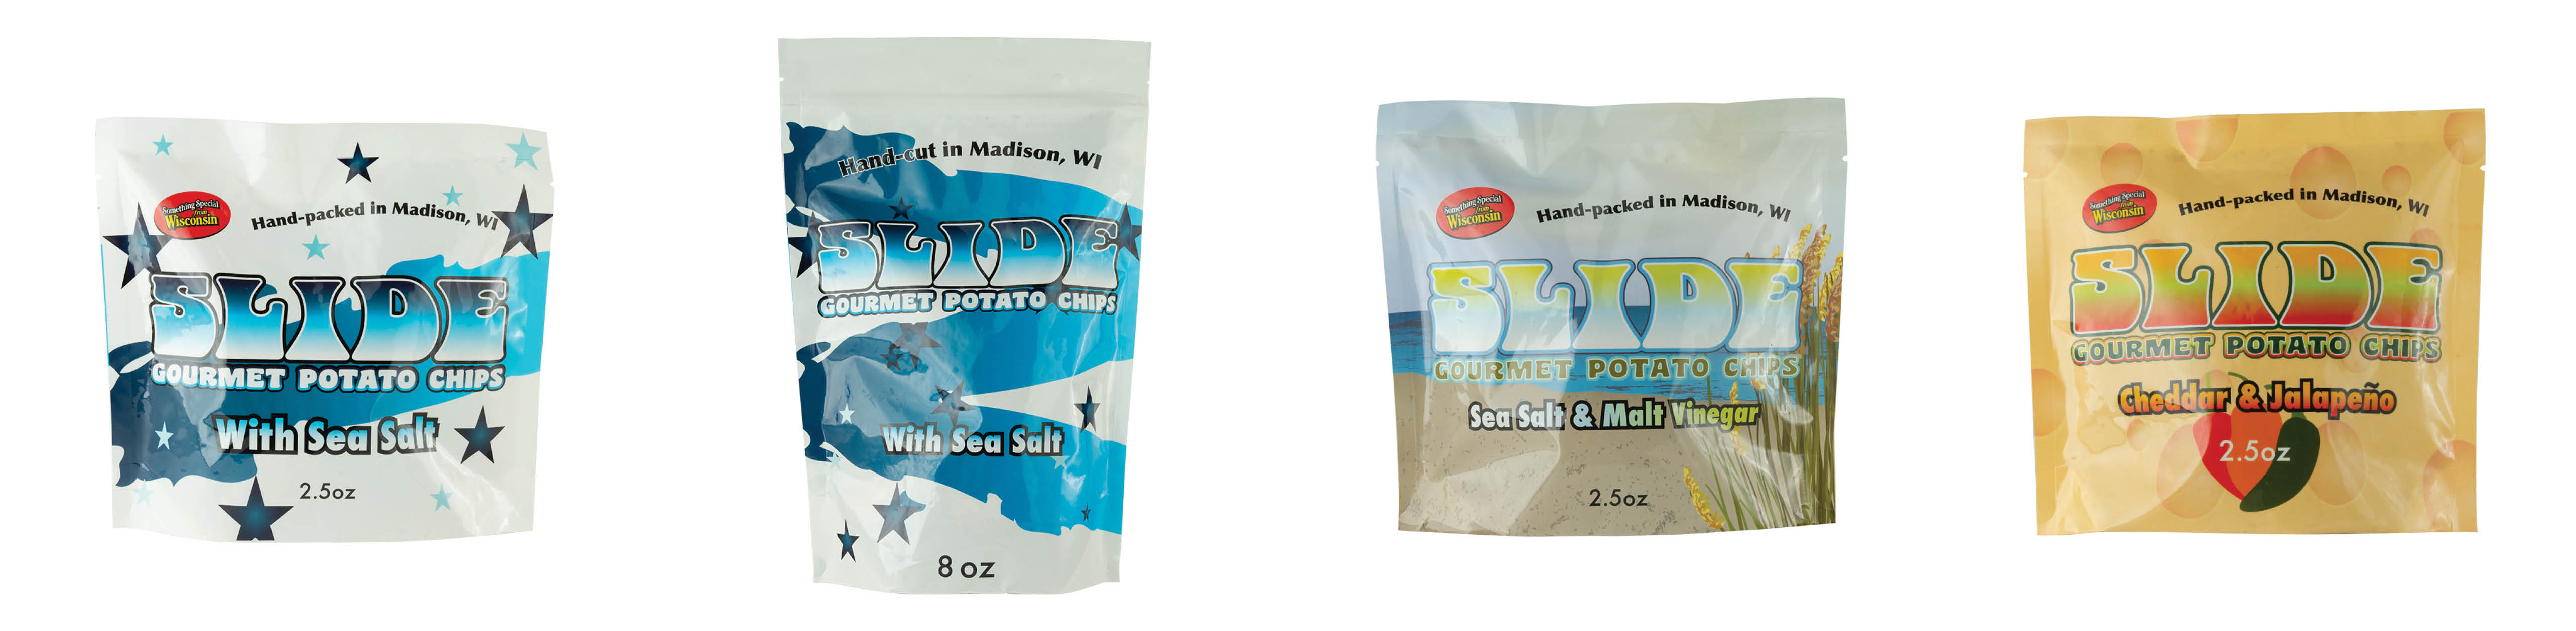 Something Special
from
Wisconsin
Hand-packed in Madison, WI
SLIDE
GOURMET POTATO CHIPS
With Sea Salt
2.5oz
Hand-cut in Madison, WI
SLIDE
GOURMET POTATO CHIPS
With Sea Salt
8 oz
Something Special
from
Wisconsin
Hand-packed in Madison, WI
SLIDE
GOURMET POTATO CHIPS
Sea Salt & Malt Vinegar
2.5oz
Something Special
from
Wisconsin
Hand-packed in Madison, WI
SLIDE
GOURMET POTATO CHIPS
Cheddar & Jalapeño
2.5oz